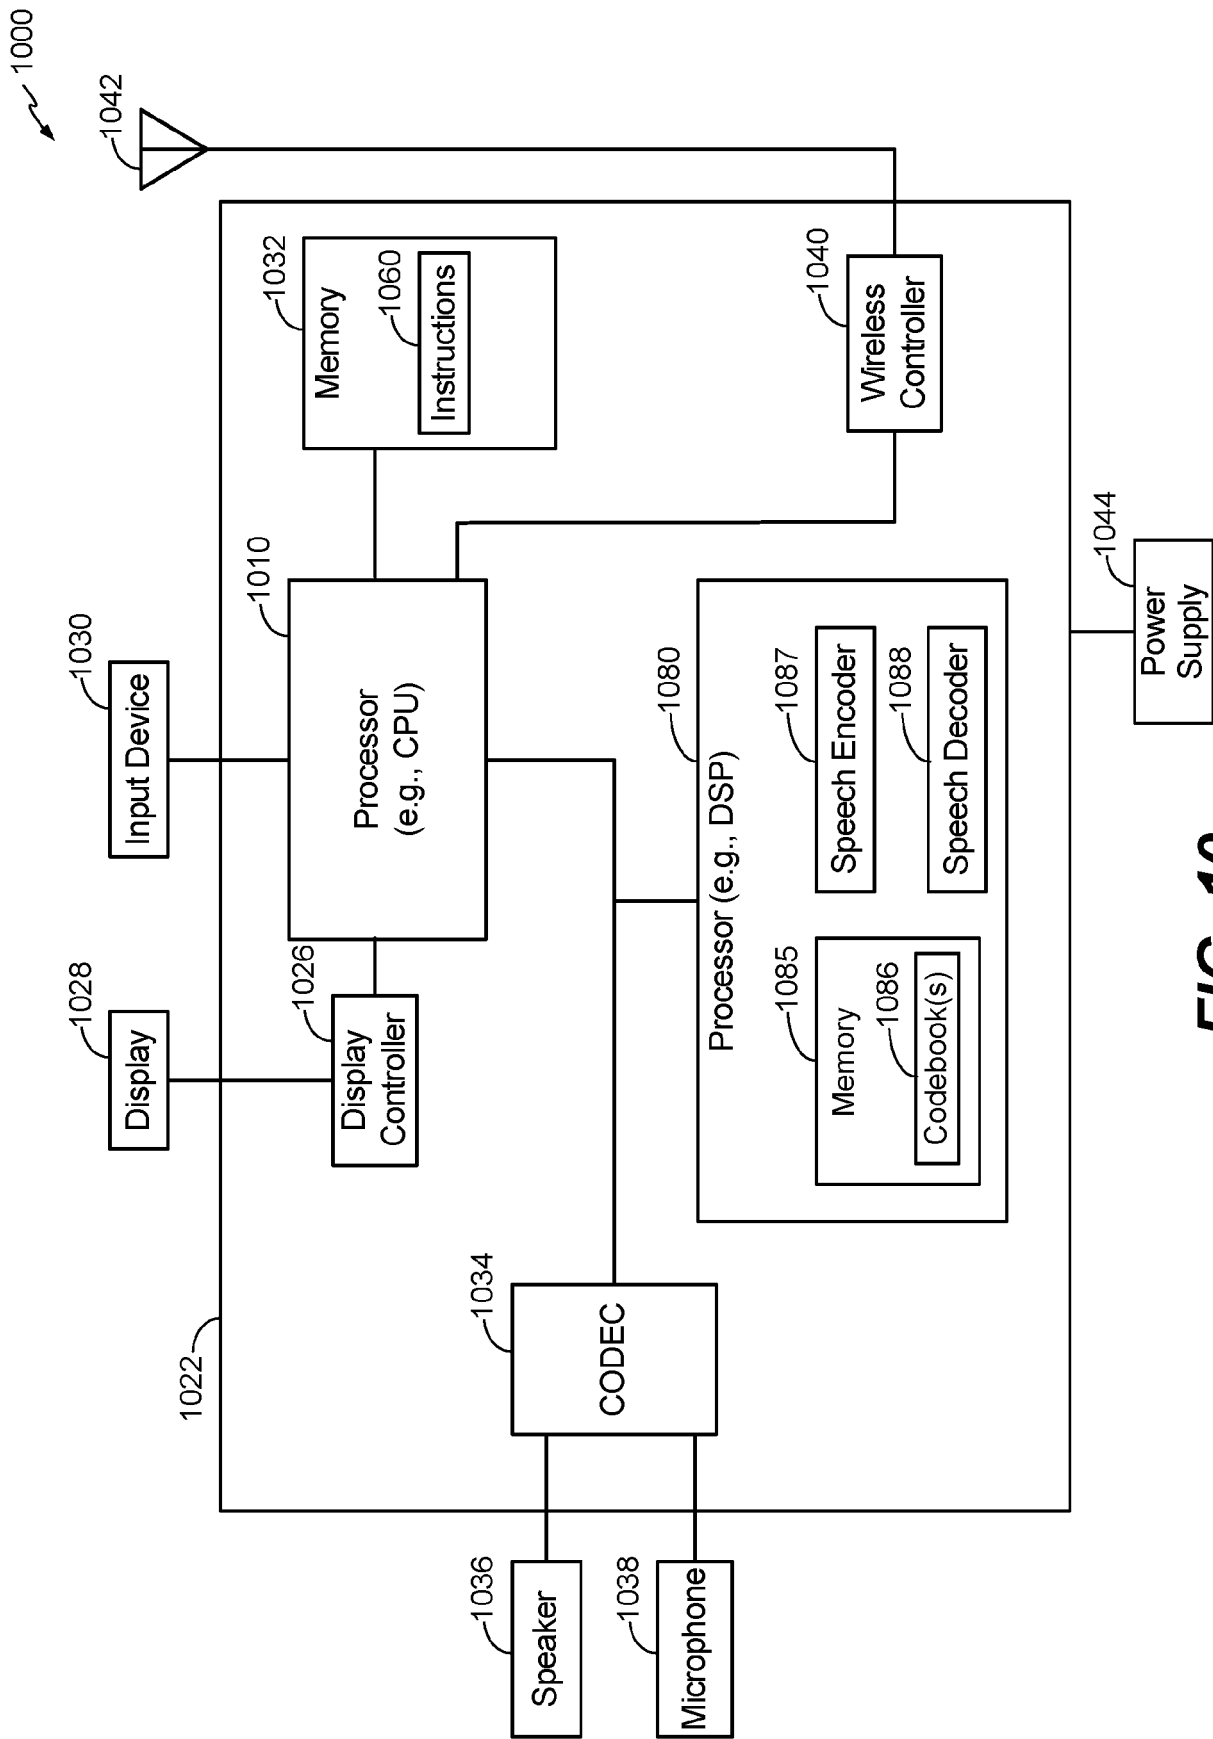 1000
1042
1028
Display
1030
Input Device
1022
1026
Display
Controller
1010
Processor
(e.g., CPU)
1032
Memory
1060
Instructions
1036
Speaker
1038
Microphone
1034
CODEC
1080
Processor (e.g., DSP)
1085
Memory
1086
Codebook(s)
1087
Speech Encoder
1088
Speech Decoder
1040
Wireless
Controller
1044
Power
Supply